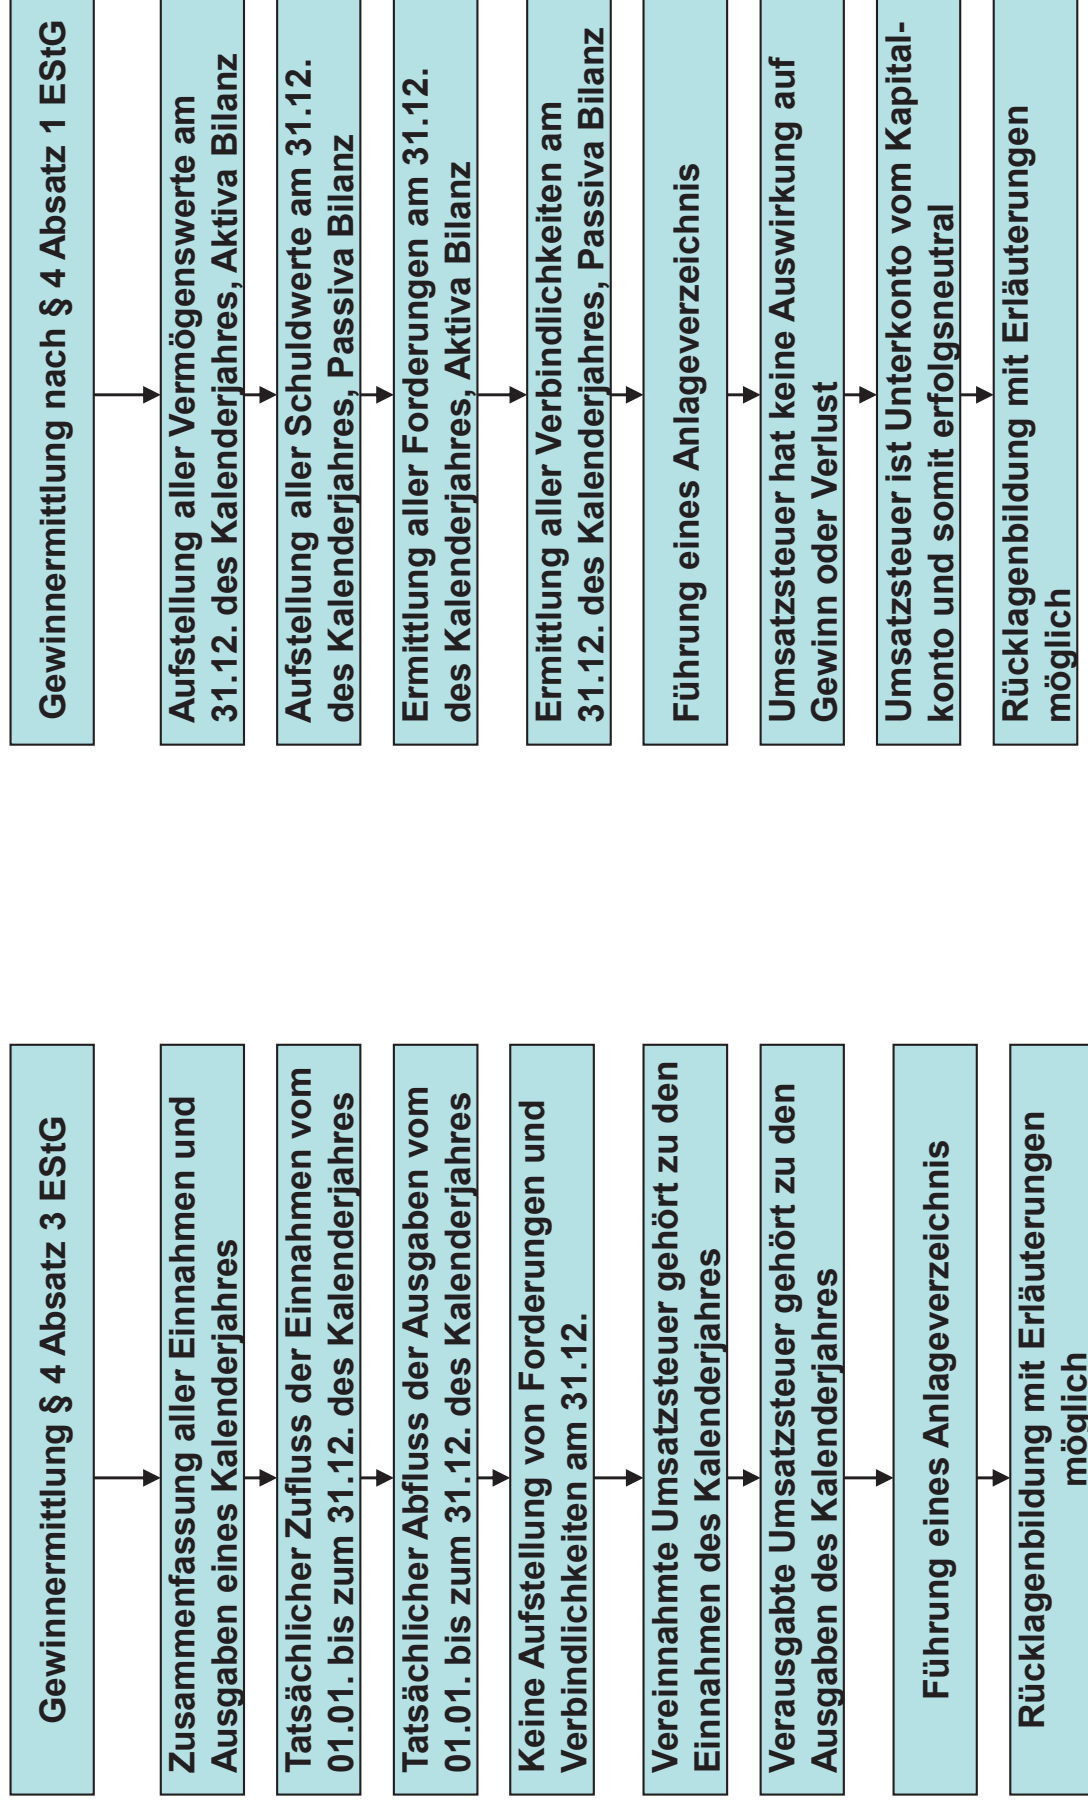 Gewinnermittlung § 4 Absatz 3 EStG
Zusammenfassung aller Einnahmen und
Ausgaben eines Kalenderjahres
Tatsächlicher Zufluss der Einnahmen vom
01.01. bis zum 31.12. des Kalenderjahres
Tatsächlicher Abfluss der Ausgaben vom
01.01. bis zum 31.12. des Kalenderjahres
Keine Aufstellung von Forderungen und
Verbindlichkeiten am 31.12.
Vereinnahmte Umsatzsteuer gehört zu den
Einnahmen des Kalenderjahres
Verausgabte Umsatzsteuer gehört zu den
Ausgaben des Kalenderjahres
Führung eines Anlageverzeichnis
Rücklagenbildung mit Erläuterungen
möglich
Gewinnermittlung nach § 4 Absatz 1 EStG
Aufstellung aller Vermögenswerte am
31.12. des Kalenderjahres, Aktiva Bilanz
Aufstellung aller Schuldwerte am 31.12.
des Kalenderjahres, Passiva Bilanz
Ermittlung aller Forderungen am 31.12.
des Kalenderjahres, Aktiva Bilanz
Ermittlung aller Verbindlichkeiten am
31.12. des Kalenderjahres, Passiva Bilanz
Führung eines Anlageverzeichnis
Umsatzsteuer hat keine Auswirkung auf
Gewinn oder Verlust
Umsatzsteuer ist Unterkonto vom Kapital-
konto und somit erfolgsneutral
Rücklagenbildung mit Erläuterungen
möglich